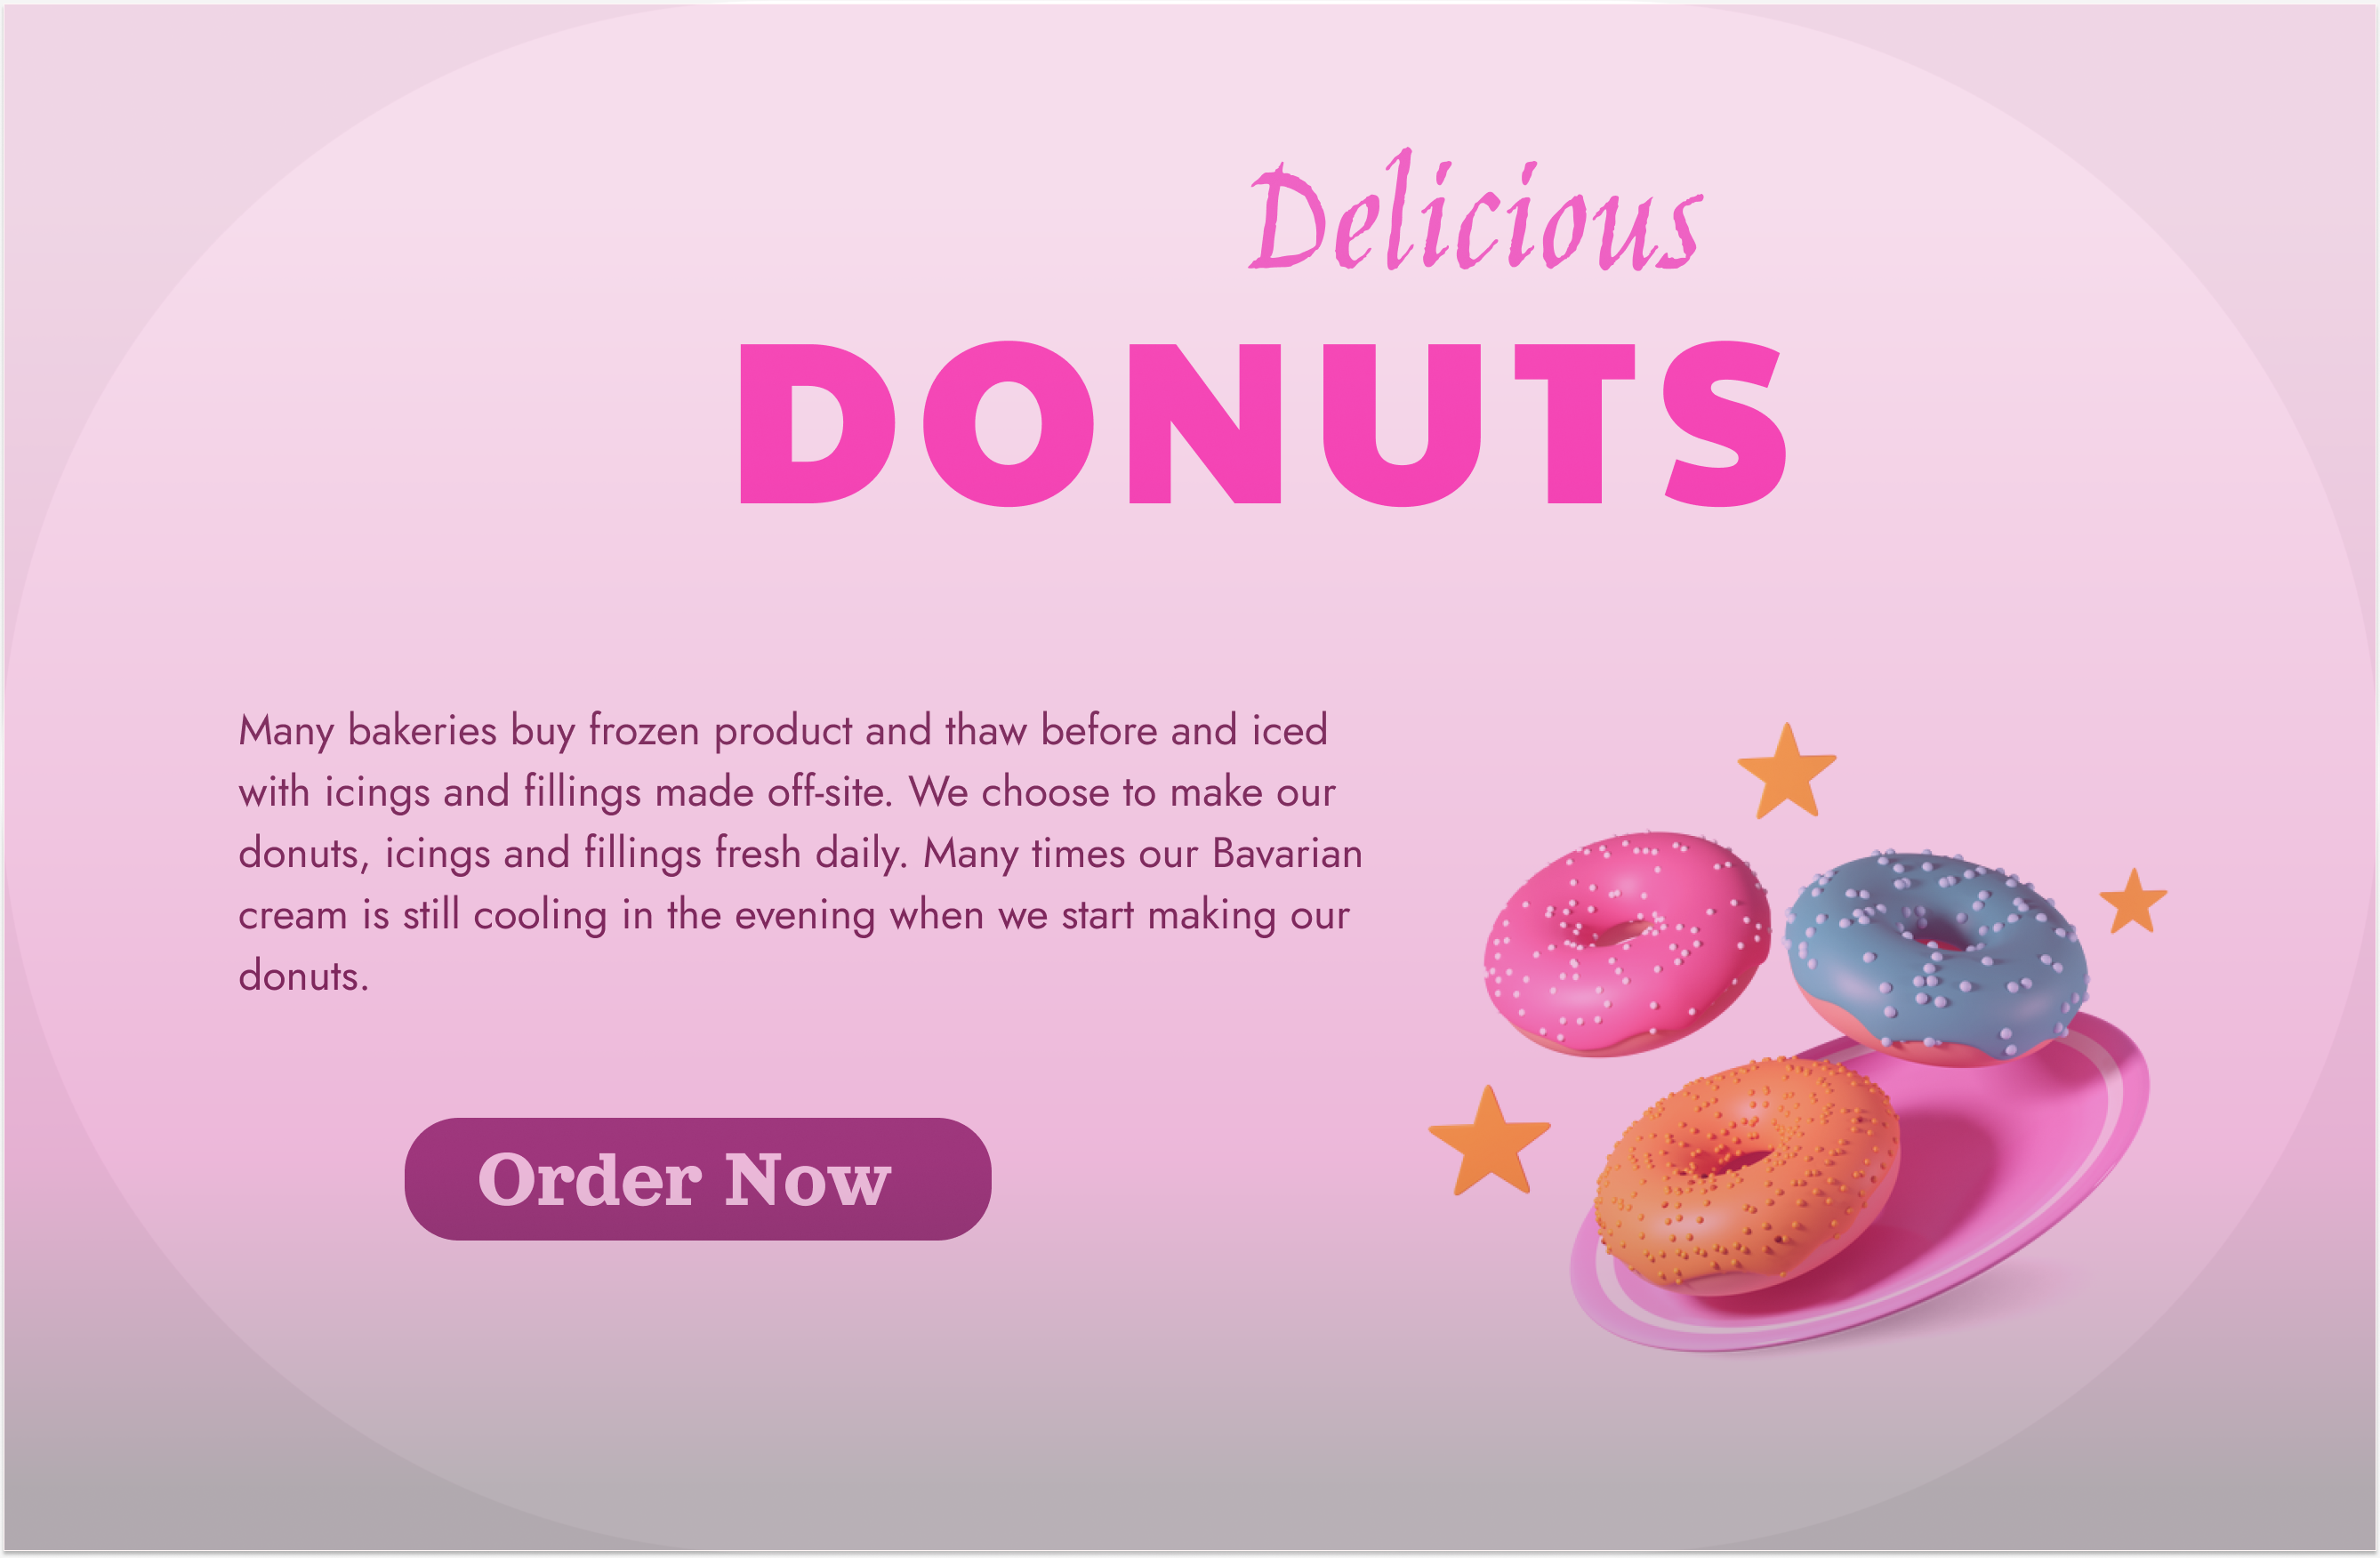 Delicious
DONUTS
Many bakeries buy frozen product and thaw before and iced
with icings and fillings made off-site. We choose to make our
donuts, icings and fillings fresh daily. Many times our Bavarian
cream is still cooling in the evening when we start making our
donuts.
Order Now